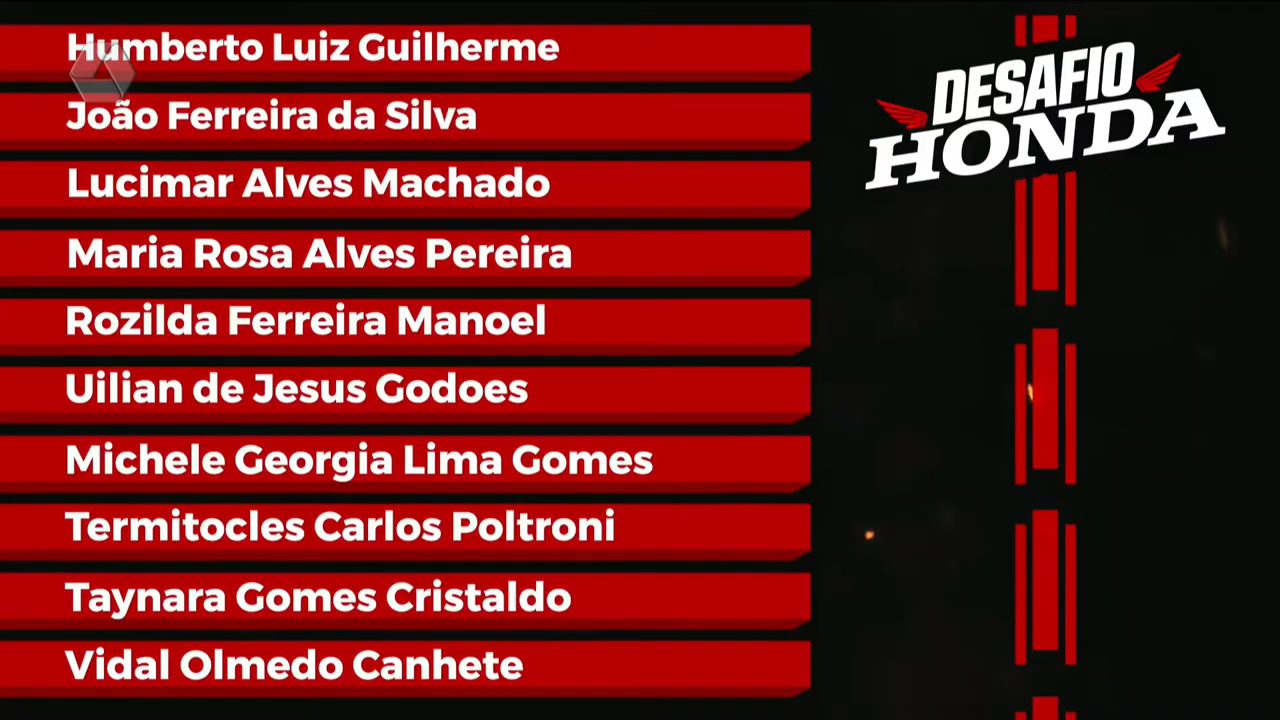 Humberto Luiz Guilherme
João Ferreira da Silva
Lucimar Alves Machado
Maria Rosa Alves Pereira
Rozilda Ferreira Manoel
Uilian de Jesus Godoes
Michele Georgia Lima Gomes
Termitocles Carlos Poltroni
Taynara Gomes Cristaldo
Vidal Olmedo Canhete
DESAFIO
HONDA